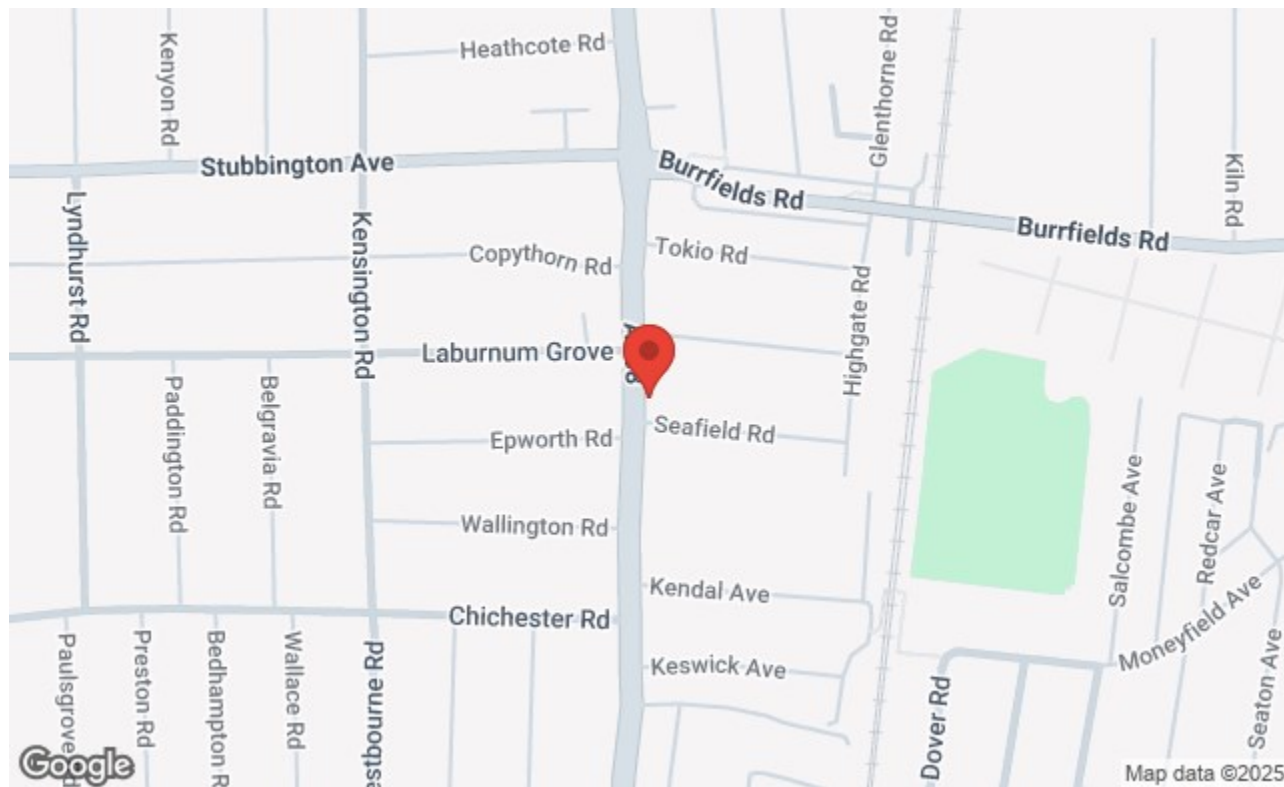 Heathcote Rd
Kenyon Rd
Glenthorne Rd
Stubbington Ave
Burrfields Rd
Kiln Rd
Lyndhurst Rd
Kensington Rd
Burrfields Rd
Copythorn Rd
Tokio Rd
Highgate Rd
Laburnum Grove
Paddington Rd
Belgravia Rd
Seafield Rd
Epworth Rd
Salcombe Ave
Redcar Ave
Wallington Rd
Kendal Ave
Chichester Rd
Moneyfield Ave
Paulsgrove
Preston Rd
Bedhampton R
Wallace Rd
Keswick Ave
Seaton Ave
Dover Rd
Google
Map data ©2025